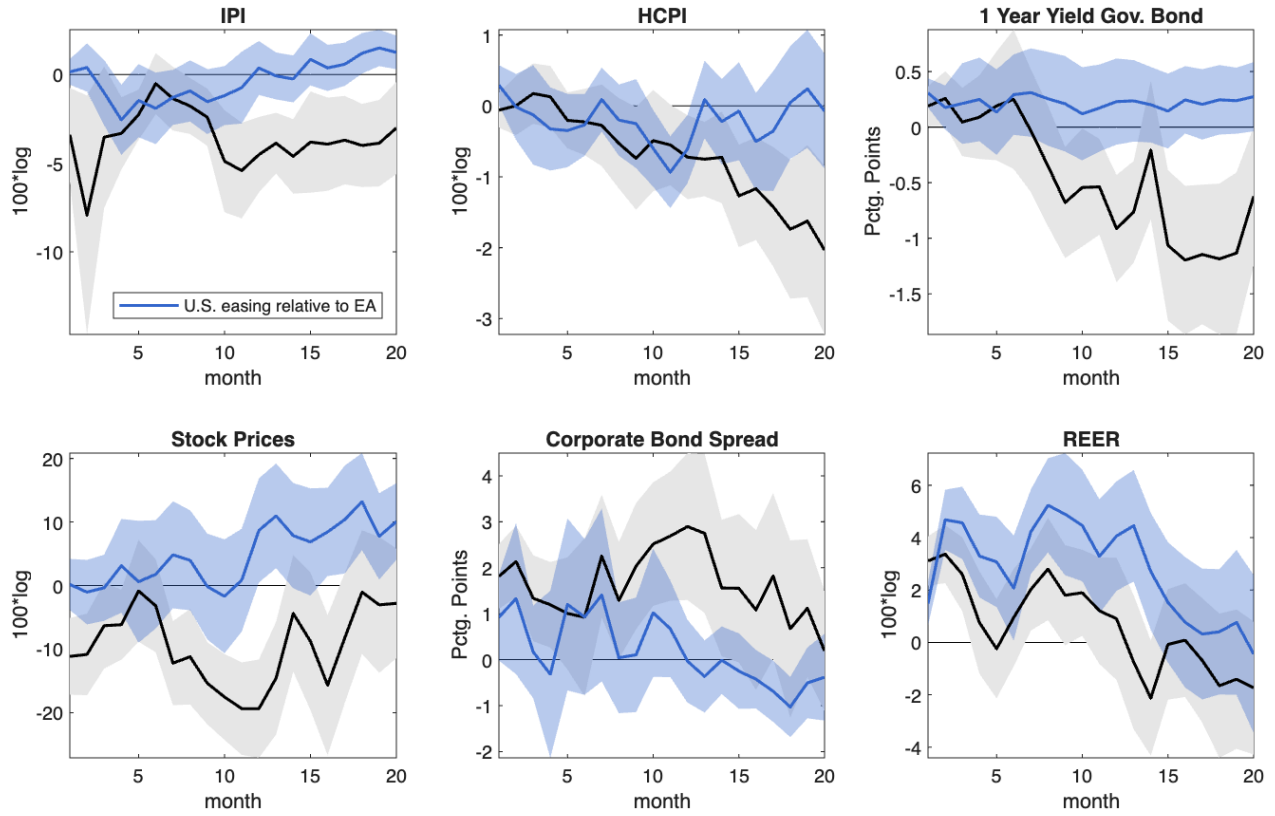 IPI
0
-5
-10
100*log
U.S. easing relative to EA
5
10
15
20
month
HCPI
1
0
-1
-2
-3
100*log
5
10
15
20
month
1 Year Yield Gov. Bond
0.5
0
-0.5
-1
-1.5
Pctg. Points
5
10
15
20
month
Stock Prices
20
10
0
-10
-20
100*log
5
10
15
20
month
Corporate Bond Spread
4
3
2
1
0
-1
-2
Pctg. Points
5
10
15
20
month
REER
6
4
2
0
-2
-4
100*log
5
10
15
20
month